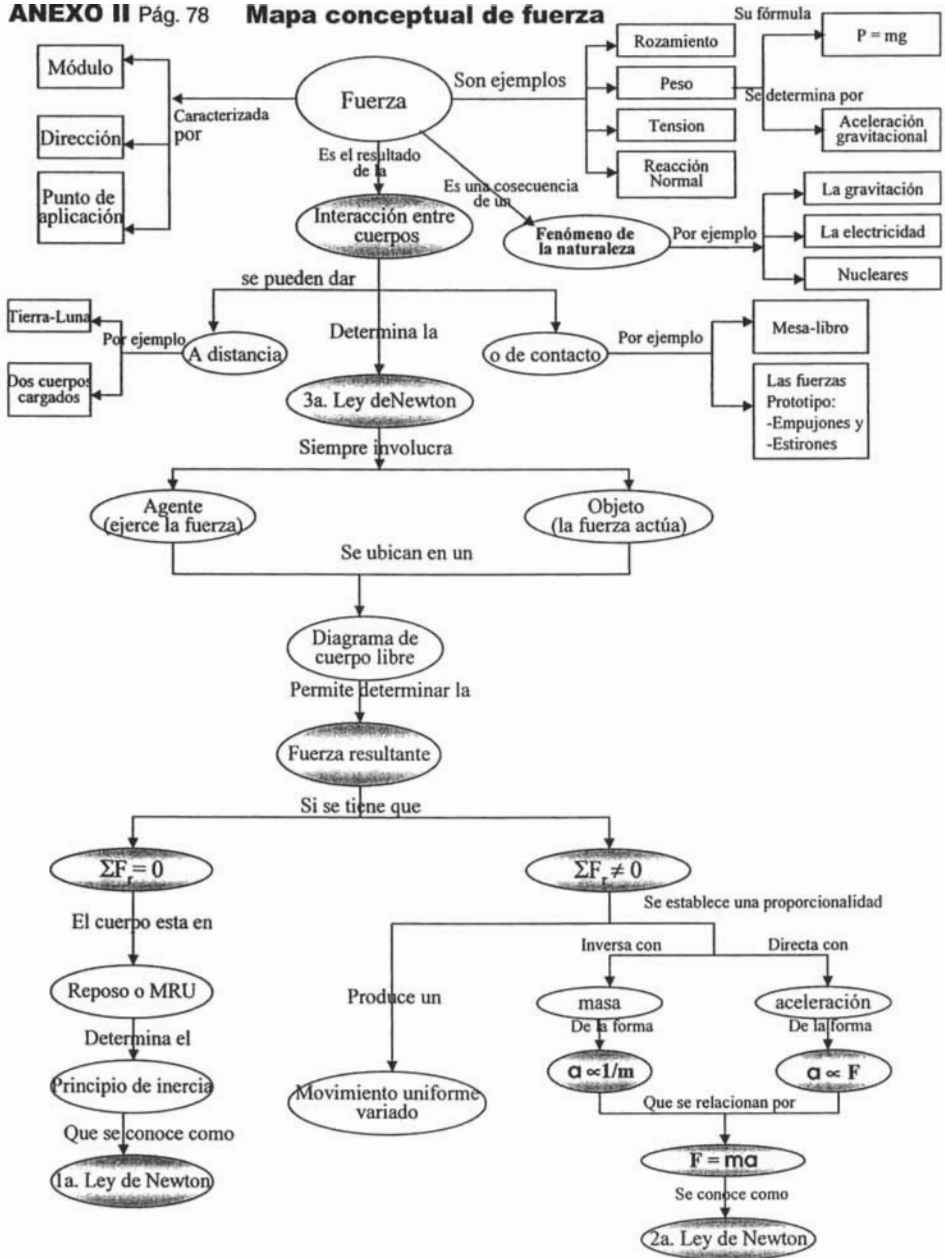 ANEXO II Pág. 78 Mapa conceptual de fuerza
Su fórmula
Módulo
Rozamiento
P = mg
Fuerza
Son ejemplos
Peso
Caracterizada
por
Se determina por
Dirección
Tension
Aceleración
gravitacional
Es el resultado
de la
Reacción
Normal
Punto de
aplicación
Es una cosecuencia
de un
La gravitación
Interacción entre
cuerpos
Fenómeno de
la naturaleza
Por ejemplo
La electricidad
Nucleares
se pueden dar
Tierra-Luna
Por ejemplo
A distancia
Determina la
o de contacto
Por ejemplo
Mesa-libro
Dos cuerpos
cargados
3a. Ley deNewton
Las fuerzas
Prototipo:
-Empujones y
-Estirones
Siempre involucra
Agente
(ejerce la fuerza)
Objeto
(la fuerza actúa)
Se ubican en un
Diagrama de
cuerpo libre
Permite determinar la
Fuerza resultante
Si se tiene que
ΣFr = 0
ΣFr ≠ 0
Se establece una proporcionalidad
El cuerpo esta en
Inversa con
Directa con
Reposo o MRU
Produce un
masa
aceleración
De la forma
De la forma
Determina el
a ∝1/m
a ∝ F
Principio de inercia
Movimiento uniforme
variado
Que se relacionan por
Que se conoce como
F = ma
1a. Ley de Newton
Se conoce como
2a. Ley de Newton